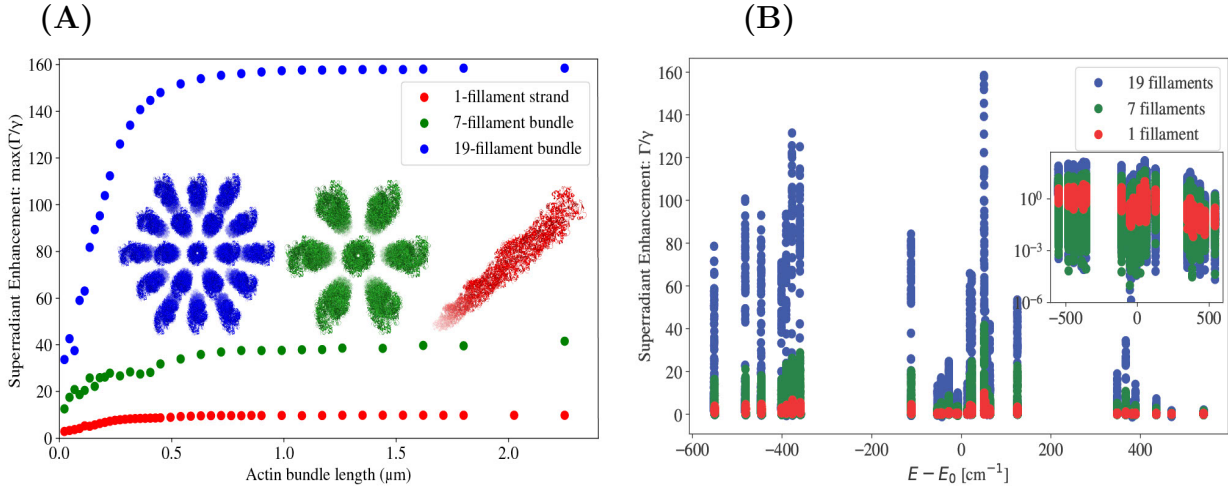 (A)
160
140
120
100
80
60
40
20
0
0.0
0.5
1.0
1.5
2.0
Superradiant Enhancement: max(Γ/γ)
Actin bundle length (μm)
1-fillament strand
7-fillament bundle
19-fillament bundle
(B)
160
140
120
100
80
60
40
20
0
−600
−400
−200
0
200
400
Superradiant Enhancement: Γ/γ
E − E₀ [cm⁻¹]
19 fillaments
7 fillaments
1 fillament
10⁰
10⁻³
10⁻⁶
−500
0
500